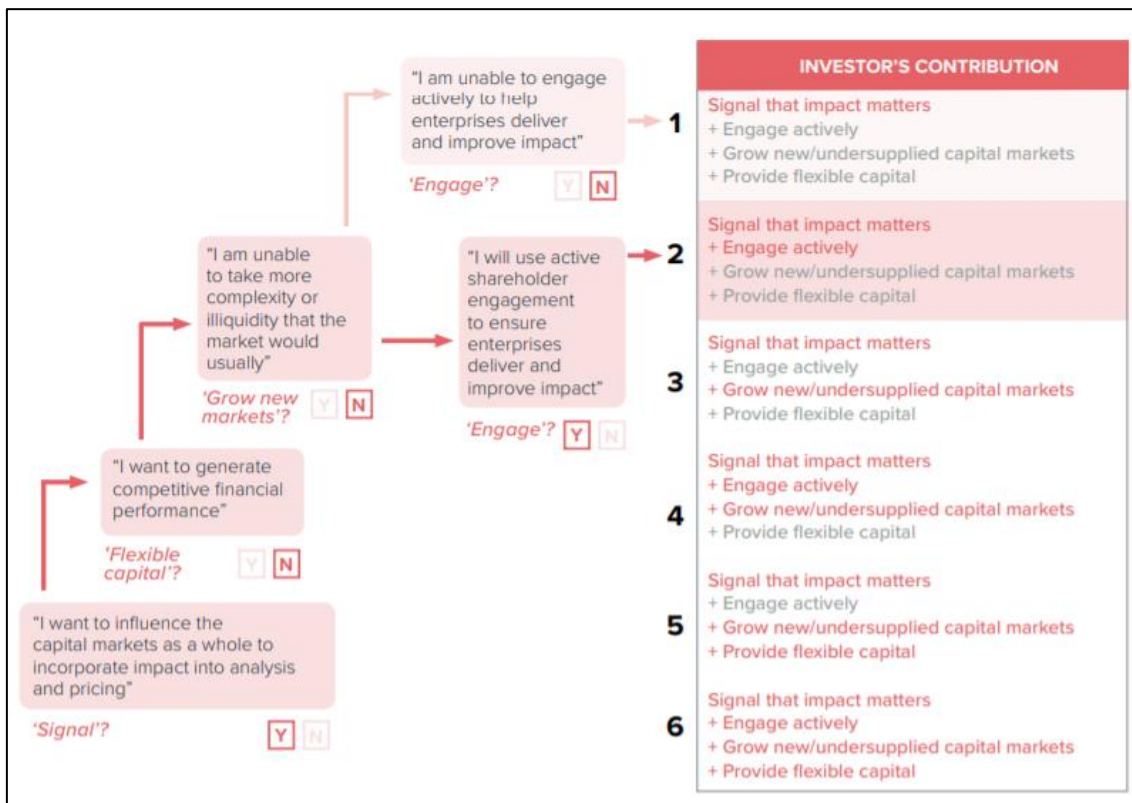 "I am unable to engage
actively to help
enterprises deliver
and improve impact"
'Engage'? Y N
"I am unable
to take more
complexity or
illiquidity that the
market would
usually"
'Grow new
markets'? Y N
"I will use active
shareholder
engagement
to ensure
enterprises
deliver and
improve impact"
'Engage'? Y N
"I want to generate
competitive financial
performance"
'Flexible
capital'? Y N
"I want to influence the
capital markets as a whole to
incorporate impact into analysis
and pricing"
'Signal'? Y N
INVESTOR'S CONTRIBUTION
1
Signal that impact matters
+ Engage actively
+ Grow new/undersupplied capital markets
+ Provide flexible capital
2
Signal that impact matters
+ Engage actively
+ Grow new/undersupplied capital markets
+ Provide flexible capital
3
Signal that impact matters
+ Engage actively
+ Grow new/undersupplied capital markets
+ Provide flexible capital
4
Signal that impact matters
+ Engage actively
+ Grow new/undersupplied capital markets
+ Provide flexible capital
5
Signal that impact matters
+ Engage actively
+ Grow new/undersupplied capital markets
+ Provide flexible capital
6
Signal that impact matters
+ Engage actively
+ Grow new/undersupplied capital markets
+ Provide flexible capital